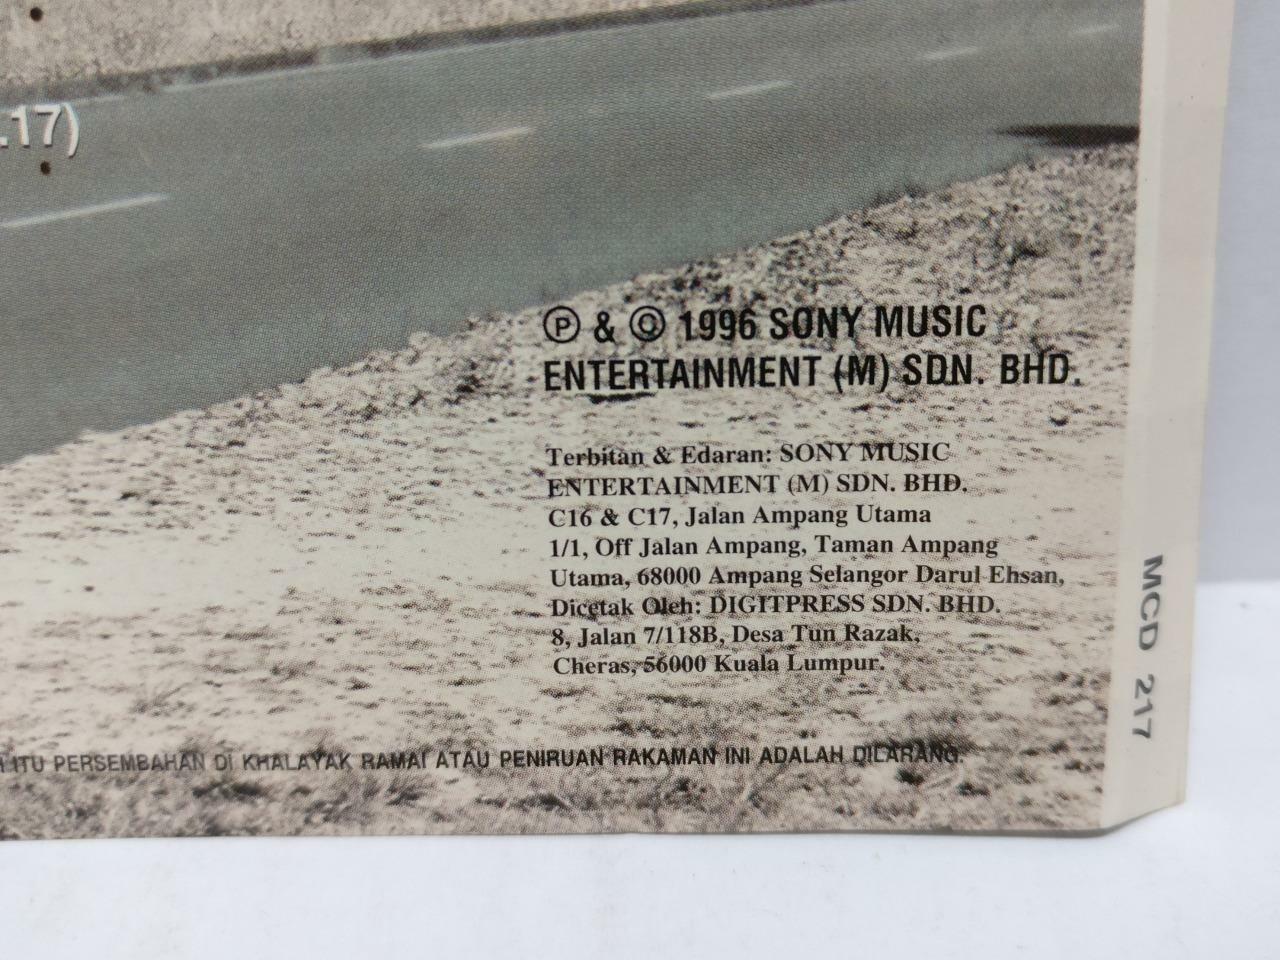 .17)
Ⓟ & © 1996 SONY MUSIC
ENTERTAINMENT (M) SDN. BHD.
Terbitan & Edaran: SONY MUSIC
ENTERTAINMENT (M) SDN. BHD.
C16 & C17, Jalan Ampang Utama
1/1, Off Jalan Ampang, Taman Ampang
Utama, 68000 Ampang Selangor Darul Ehsan,
Dicetak Oleh: DIGITPRESS SDN. BHD.
8, Jalan 7/118B, Desa Tun Razak,
Cheras, 56000 Kuala Lumpur.
ITU PERSEMBAHAN DI KHALAYAK RAMAI ATAU PENIRUAN RAKAMAN INI ADALAH DILARANG.
MCD 217